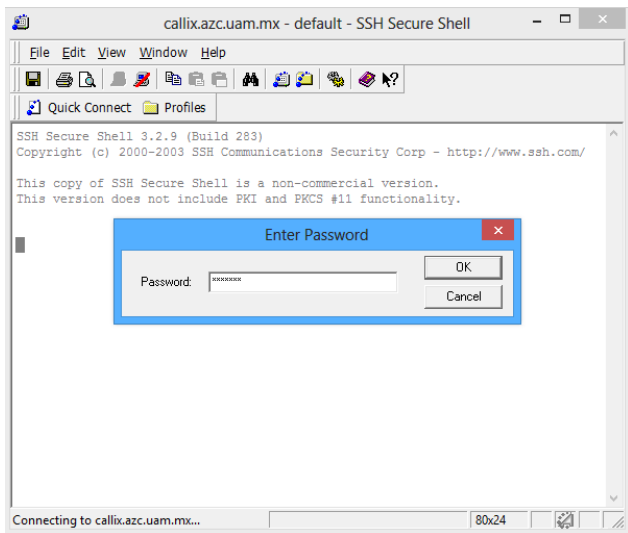 callix.azc.uam.mx - default - SSH Secure Shell
File Edit View Window Help
Quick Connect Profiles
SSH Secure Shell 3.2.9 (Build 283)
Copyright (c) 2000-2003 SSH Communications Security Corp - http://www.ssh.com/
This copy of SSH Secure Shell is a non-commercial version.
This version does not include PKI and PKCS #11 functionality.
Enter Password
Password: xxxxxxx
OK
Cancel
Connecting to callix.azc.uam.mx... 80x24